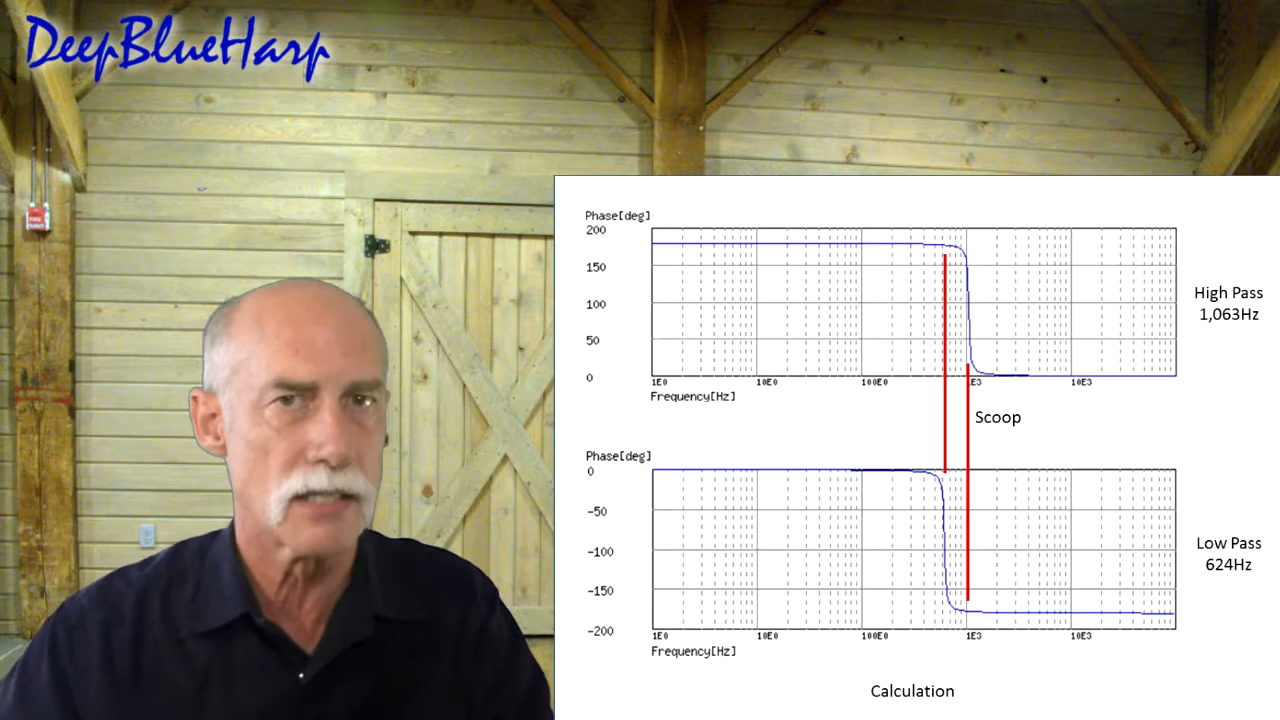 DeepBlueHarp
Phase[deg]
200
150
100
50
0
1E0 10E0 100E0 1E3 10E3
Frequency[Hz]
High Pass
1,063Hz
Scoop
Phase[deg]
0
-50
-100
-150
-200
1E0 10E0 100E0 1E3 10E3
Frequency[Hz]
Low Pass
624Hz
Calculation
FIRE